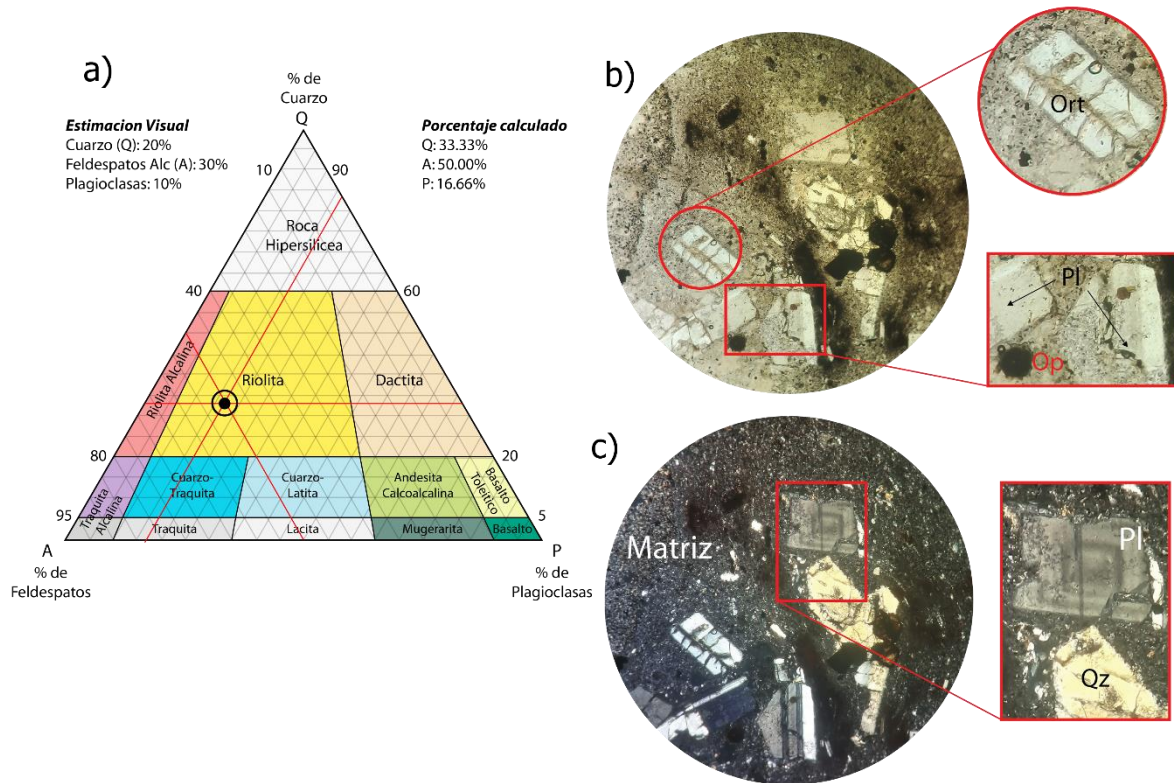 a)
% de
Cuarzo
Q
Estimacion Visual
Cuarzo (Q): 20%
Feldespatos Alc (A): 30%
Plagioclasas: 10%
Porcentaje calculado
Q: 33.33%
A: 50.00%
P: 16.66%
10
90
Roca
Hipersilicea
40
60
Riolita Alcalina
Riolita
Dactita
80
20
Traquita
Alcalina
Cuarzo-
Traquita
Cuarzo-
Latita
Andesita
Calcoalcalina
Basalto
Toleitico
95
Traquita
Lacita
Mugerarita
Basalto
5
A
P
% de
Feldespatos
% de
Plagioclasas
b)
Ort
Pl
Op
c)
Matriz
Pl
Qz